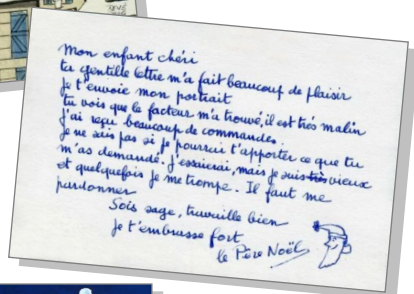 Mon enfant chéri
ta gentille lettre m'a fait beaucoup de plaisir
Je t'envoie mon portrait
tu vois que le facteur m'a trouvé, il est très malin
J'ai reçu beaucoup de commandes.
Je ne sais pas si je pourrai t'apporter ce que tu
m'as demandé. J'essaierai, mais je suis très vieux
et quelquefois je me trompe. Il faut me
pardonner
Sois sage, travaille bien
Je t'embrasse fort
le Père Noël